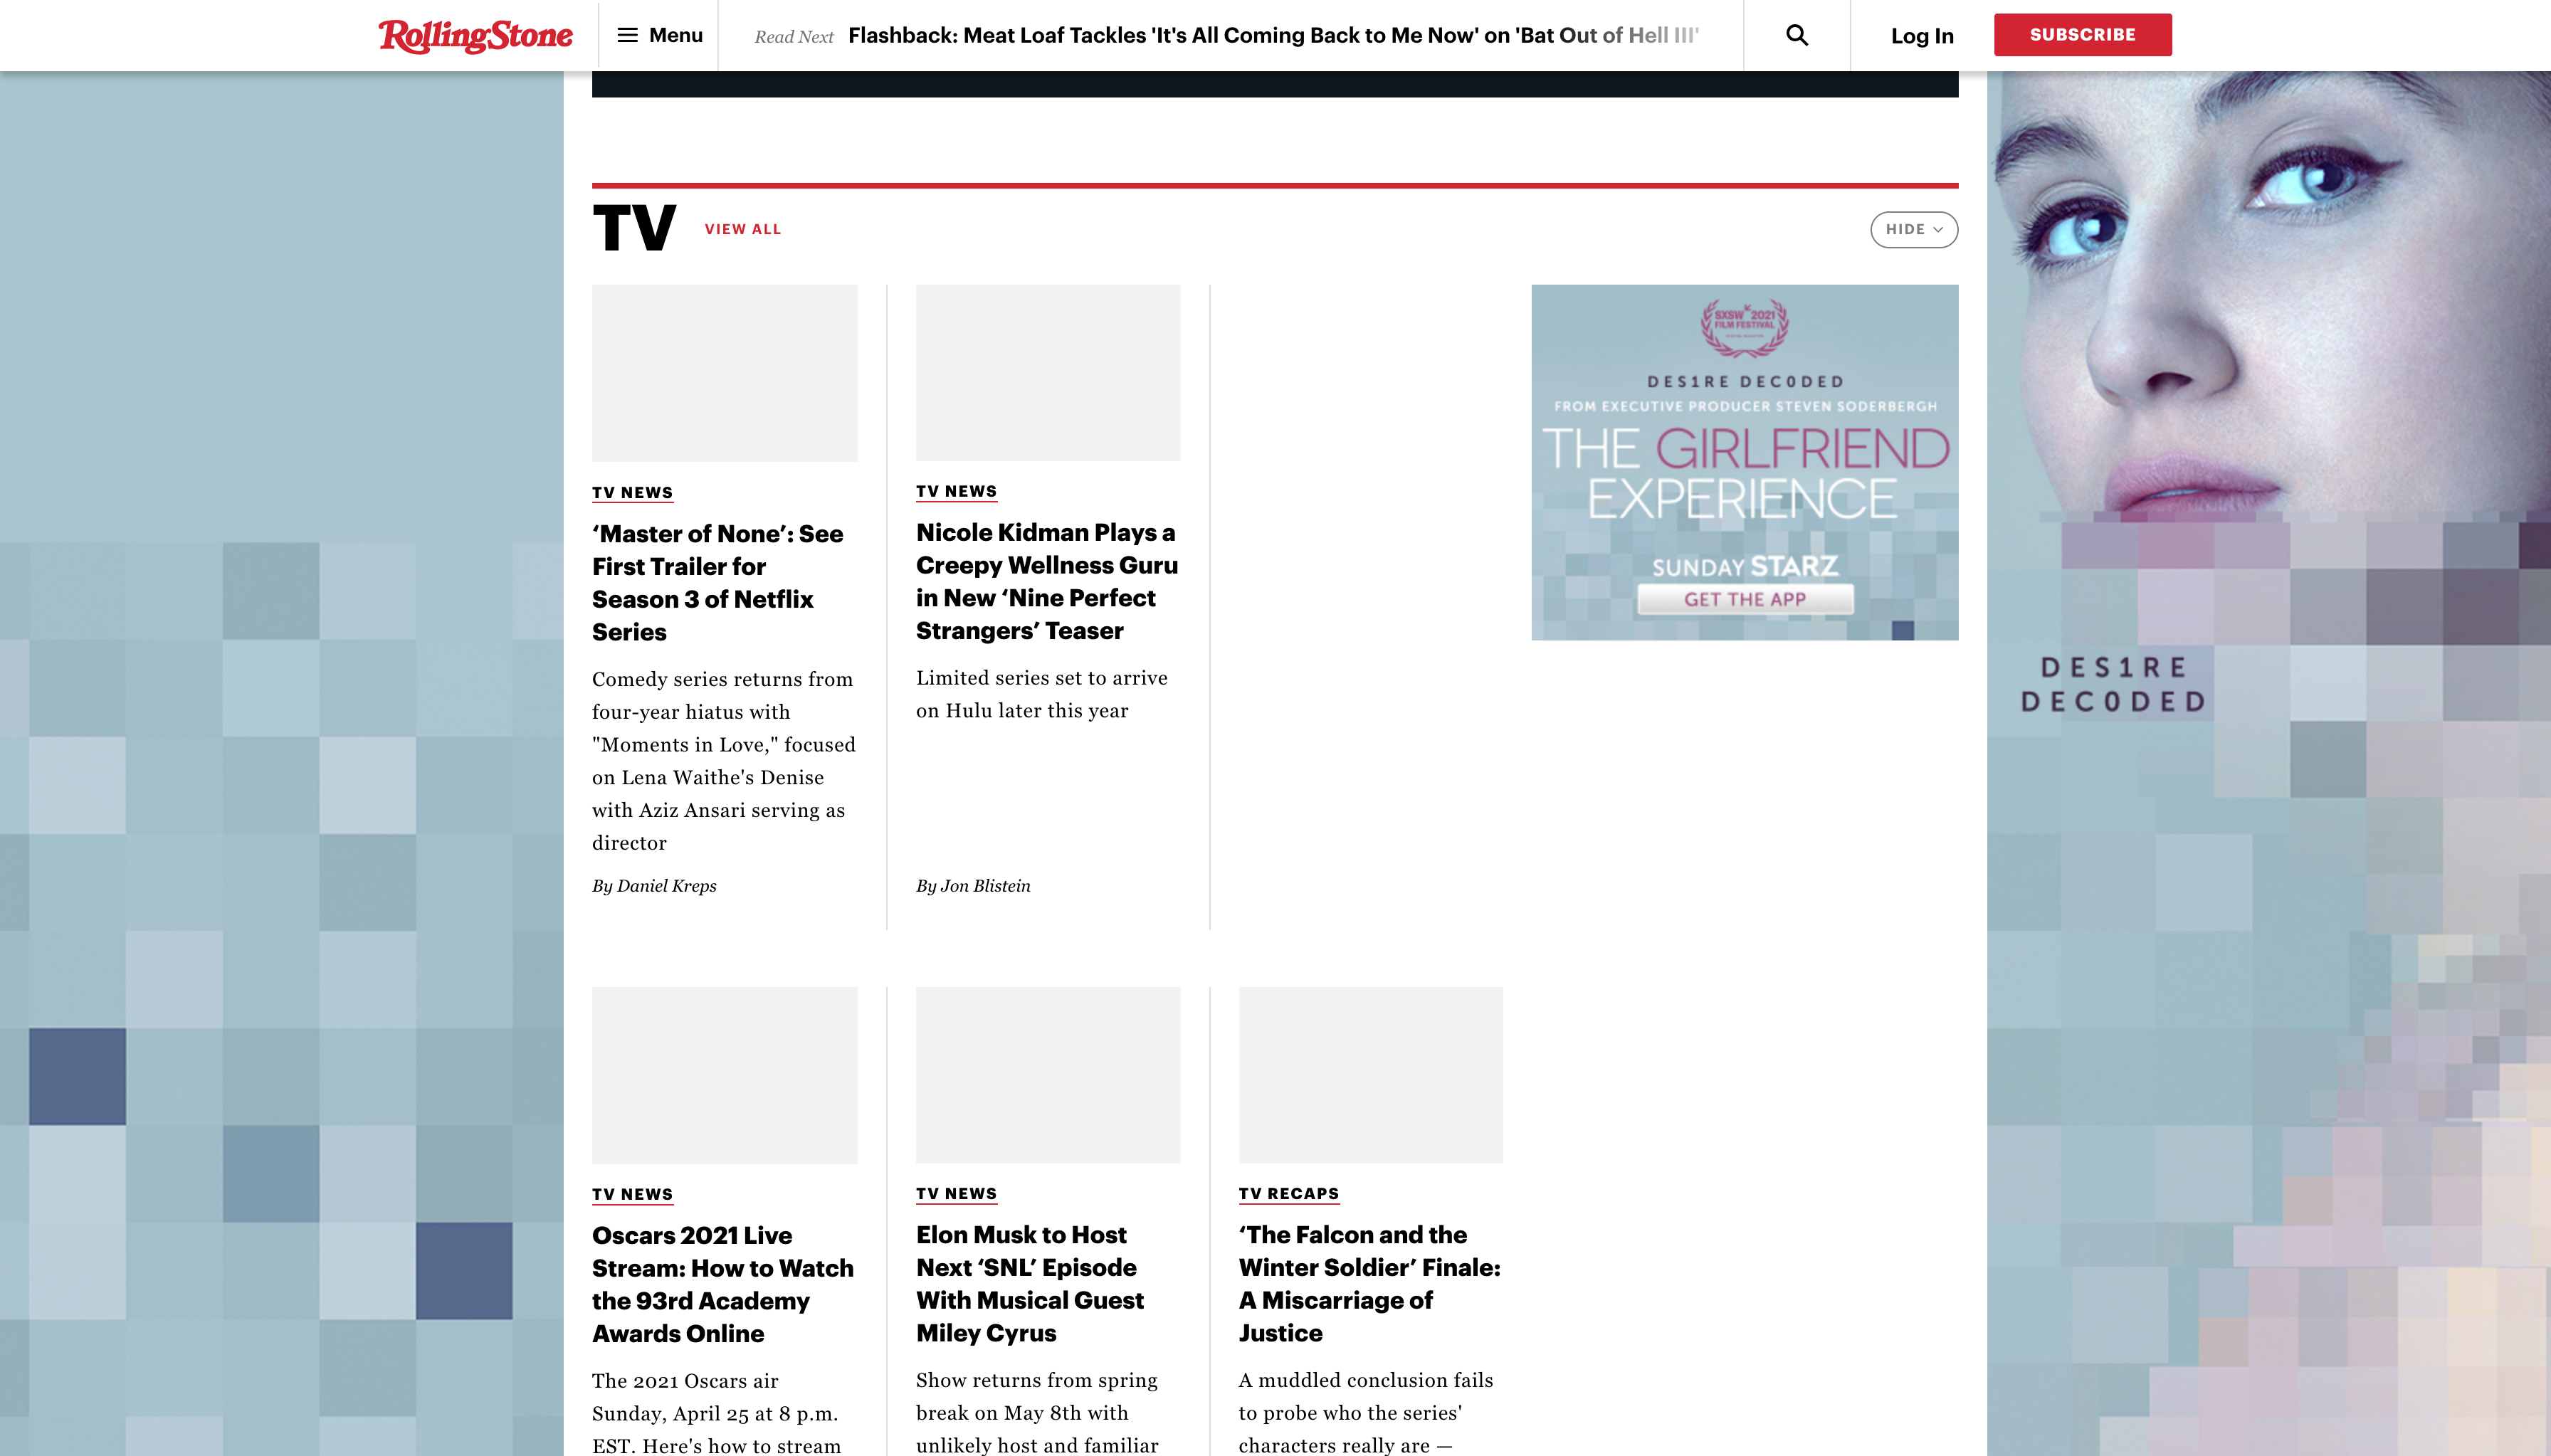 RollingStone
Menu
Read Next Flashback: Meat Loaf Tackles 'It's All Coming Back to Me Now' on 'Bat Out of Hell III'
Log In
SUBSCRIBE
TV
VIEW ALL
HIDE
TV NEWS
‘Master of None’: See
First Trailer for
Season 3 of Netflix
Series
Comedy series returns from
four-year hiatus with
"Moments in Love," focused
on Lena Waithe's Denise
with Aziz Ansari serving as
director
By Daniel Kreps
TV NEWS
Nicole Kidman Plays a
Creepy Wellness Guru
in New ‘Nine Perfect
Strangers’ Teaser
Limited series set to arrive
on Hulu later this year
By Jon Blistein
SXSW 2021
FILM FESTIVAL
DES1RE DEC0DED
FROM EXECUTIVE PRODUCER STEVEN SODERBERGH
THE GIRLFRIEND
EXPERIENCE
SUNDAY STARZ
GET THE APP
DES1RE
DEC0DED
TV NEWS
Oscars 2021 Live
Stream: How to Watch
the 93rd Academy
Awards Online
The 2021 Oscars air
Sunday, April 25 at 8 p.m.
EST. Here's how to stream
TV NEWS
Elon Musk to Host
Next ‘SNL’ Episode
With Musical Guest
Miley Cyrus
Show returns from spring
break on May 8th with
unlikely host and familiar
TV RECAPS
‘The Falcon and the
Winter Soldier’ Finale:
A Miscarriage of
Justice
A muddled conclusion fails
to probe who the series'
characters really are —